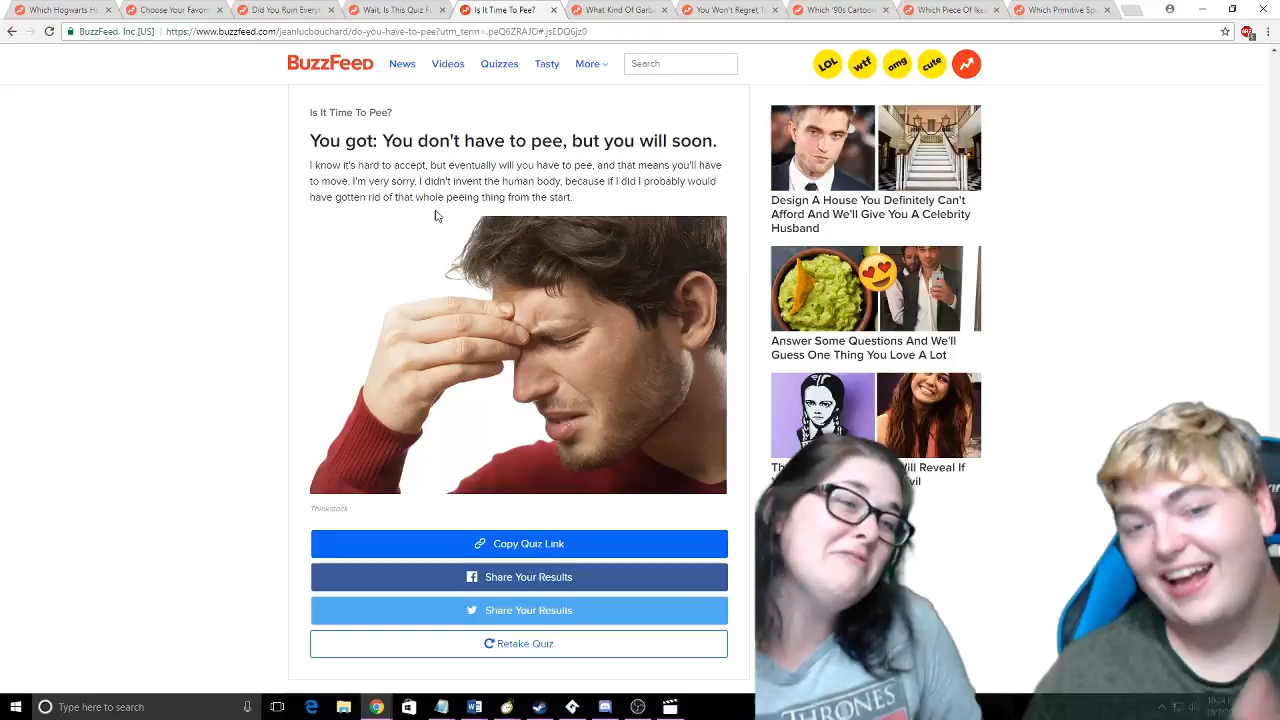 Which Hogwarts H
Choose Your Favor
Did You Ruin Every
Wait, Is This Quiz F
Is It Time To Pee?
What Kind Of Garb
You Won't Regret T
Which '90s Cartoon
Which Piece Of Ike
Which Primitive Sp
BuzzFeed, Inc [US] | https://www.buzzfeed.com/jeanlucbouchard/do-you-have-to-pee?utm_term=.peQ6ZRAJO#.jsEDQ6jz0
BuzzFeed
News
Videos
Quizzes
Tasty
More
Search
LOL
wtf
omg
cute
Is It Time To Pee?
You got: You don't have to pee, but you will soon.
I know it's hard to accept, but eventually will you have to pee, and that means you'll have
to move. I'm very sorry. I didn't invent the human body, because if I did I probably would
have gotten rid of that whole peeing thing from the start.
Thinkstock
Copy Quiz Link
Share Your Results
Share Your Results
Retake Quiz
Design A House You Definitely Can't
Afford And We'll Give You A Celebrity
Husband
Answer Some Questions And We'll
Guess One Thing You Love A Lot
Will Reveal If
THRONES
Type here to search